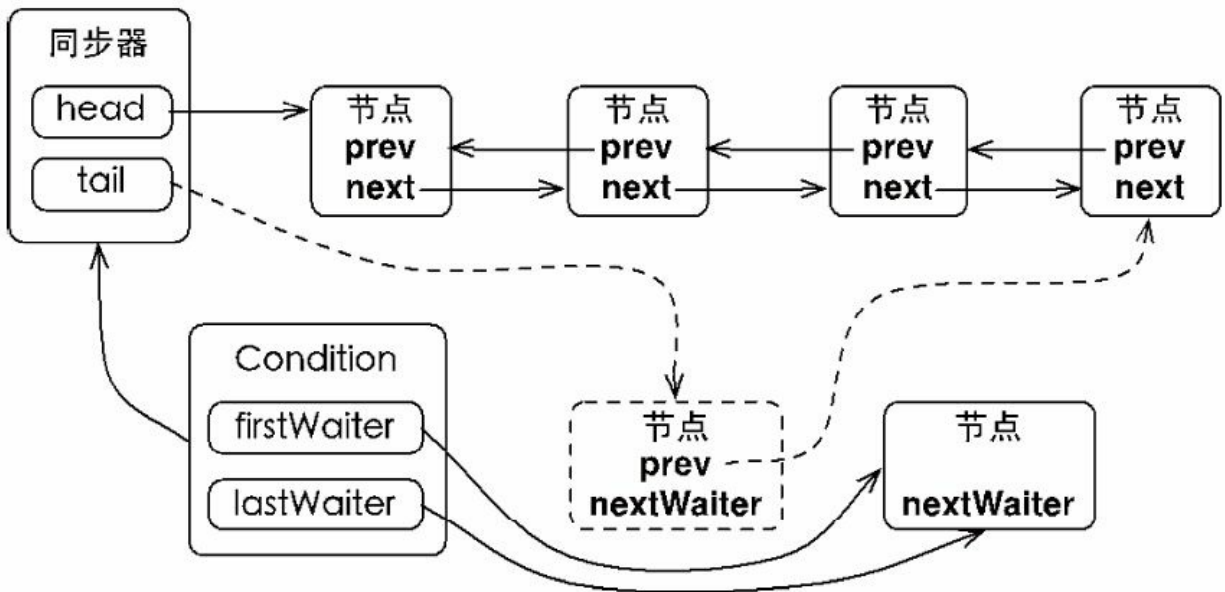 同步器
head
tail
节点
prev
next
节点
prev
next
节点
prev
next
节点
prev
next
Condition
firstWaiter
lastWaiter
节点
prev
nextWaiter
节点
nextWaiter